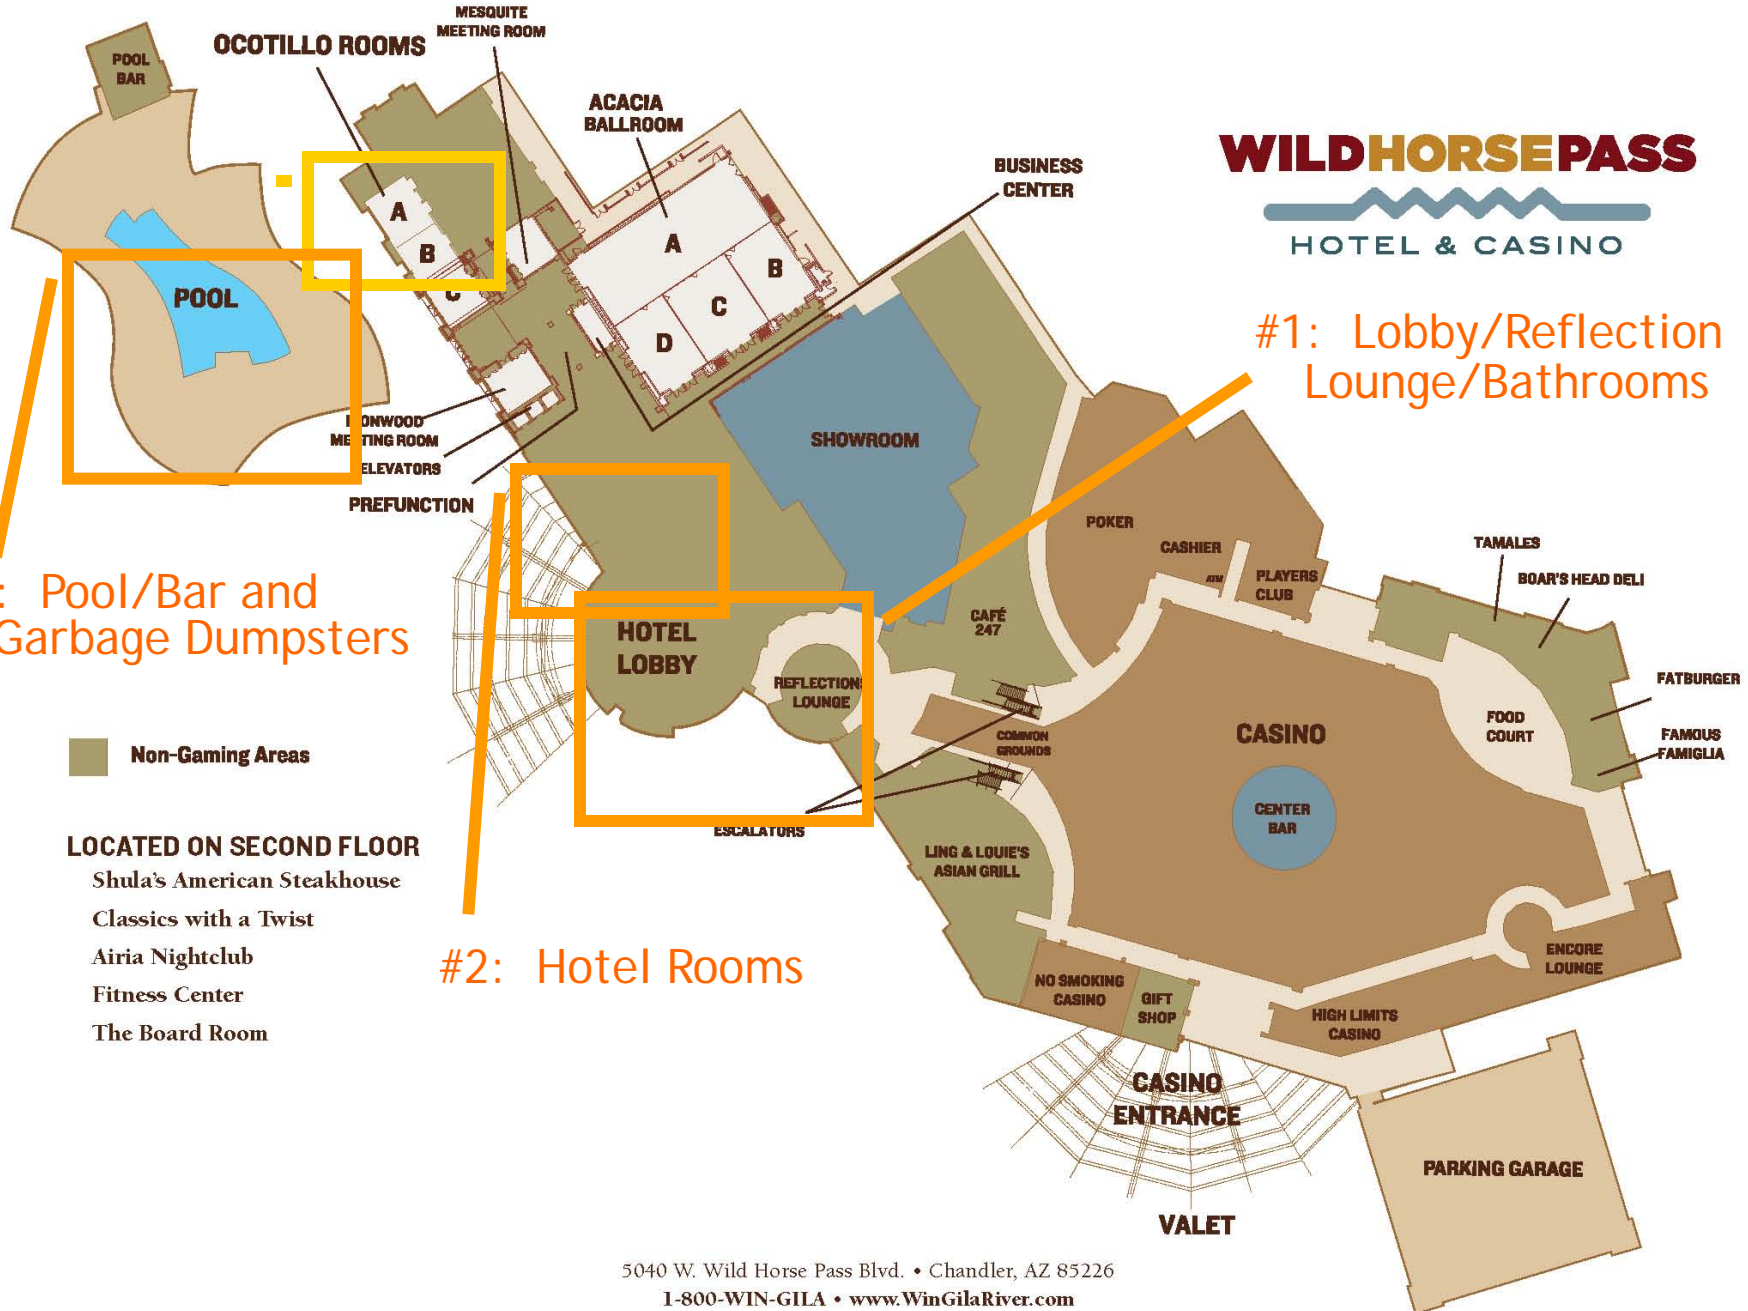 MESQUITE
MEETING ROOM
OCOTILLO ROOMS
POOL
BAR
ACACIA
BALLROOM
BUSINESS
CENTER
WILDHORSEPASS
HOTEL & CASINO
A
B
C
A
B
C
D
POOL
#1: Lobby/Reflection
Lounge/Bathrooms
IRONWOOD
MEETING ROOM
ELEVATORS
PREFUNCTION
SHOWROOM
POKER
CASHIER
ATM
PLAYERS
CLUB
TAMALES
BOAR'S HEAD DELI
: Pool/Bar and
Garbage Dumpsters
HOTEL
LOBBY
CAFÉ
247
REFLECTIONS
LOUNGE
FATBURGER
FOOD
COURT
FAMOUS
FAMIGLIA
COMMON
GROUNDS
CASINO
CENTER
BAR
Non-Gaming Areas
ESCALATORS
LING & LOUIE'S
ASIAN GRILL
LOCATED ON SECOND FLOOR
Shula's American Steakhouse
Classics with a Twist
Airia Nightclub
Fitness Center
The Board Room
#2: Hotel Rooms
NO SMOKING
CASINO
GIFT
SHOP
ENCORE
LOUNGE
HIGH LIMITS
CASINO
CASINO
ENTRANCE
VALET
PARKING GARAGE
5040 W. Wild Horse Pass Blvd. • Chandler, AZ 85226
1-800-WIN-GILA • www.WinGilaRiver.com